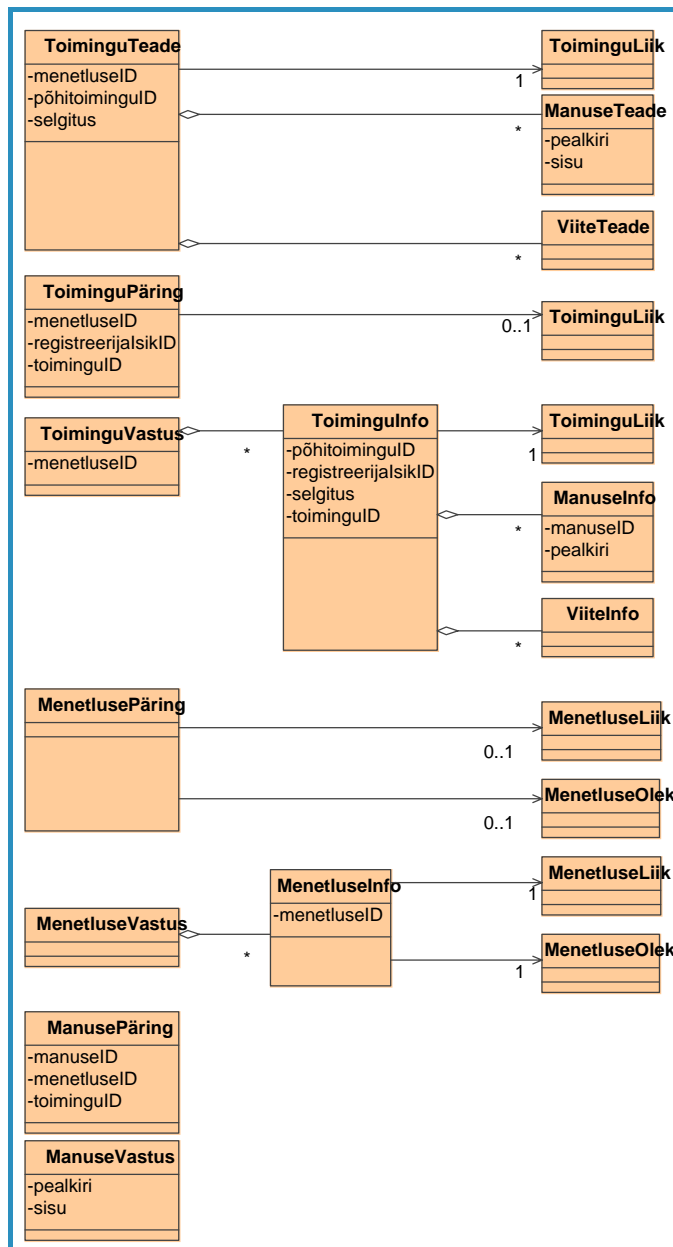 ToiminguTeade
-menetluseID
-põhitoiminguID
-selgitus
ToiminguLiik
1
ManuseTeade
-pealkiri
-sisu
*
ViiteTeade
*
ToiminguPäring
-menetluseID
-registreerijaIsikID
-toiminguID
ToiminguLiik
0..1
ToiminguVastus
-menetluseID
*
ToiminguInfo
-põhitoiminguID
-registreerijaIsikID
-selgitus
-toiminguID
ToiminguLiik
1
ManuseInfo
-manuseID
-pealkiri
*
ViiteInfo
*
MenetlusePäring
MenetluseLiik
0..1
MenetluseOlek
0..1
MenetluseVastus
*
MenetluseInfo
-menetluseID
MenetluseLiik
1
MenetluseOlek
1
ManusePäring
-manuseID
-menetluseID
-toiminguID
ManuseVastus
-pealkiri
-sisu